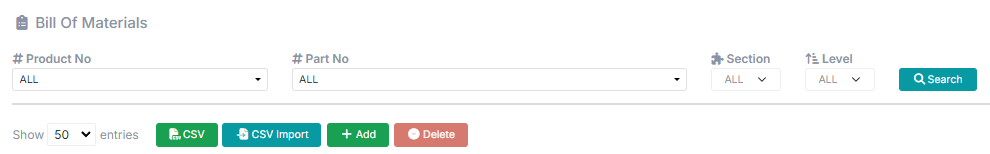 Bill Of Materials
# Product No # Part No Section Level
ALL ALL ALL ALL Search
Show 50 entries CSV CSV Import + Add Delete